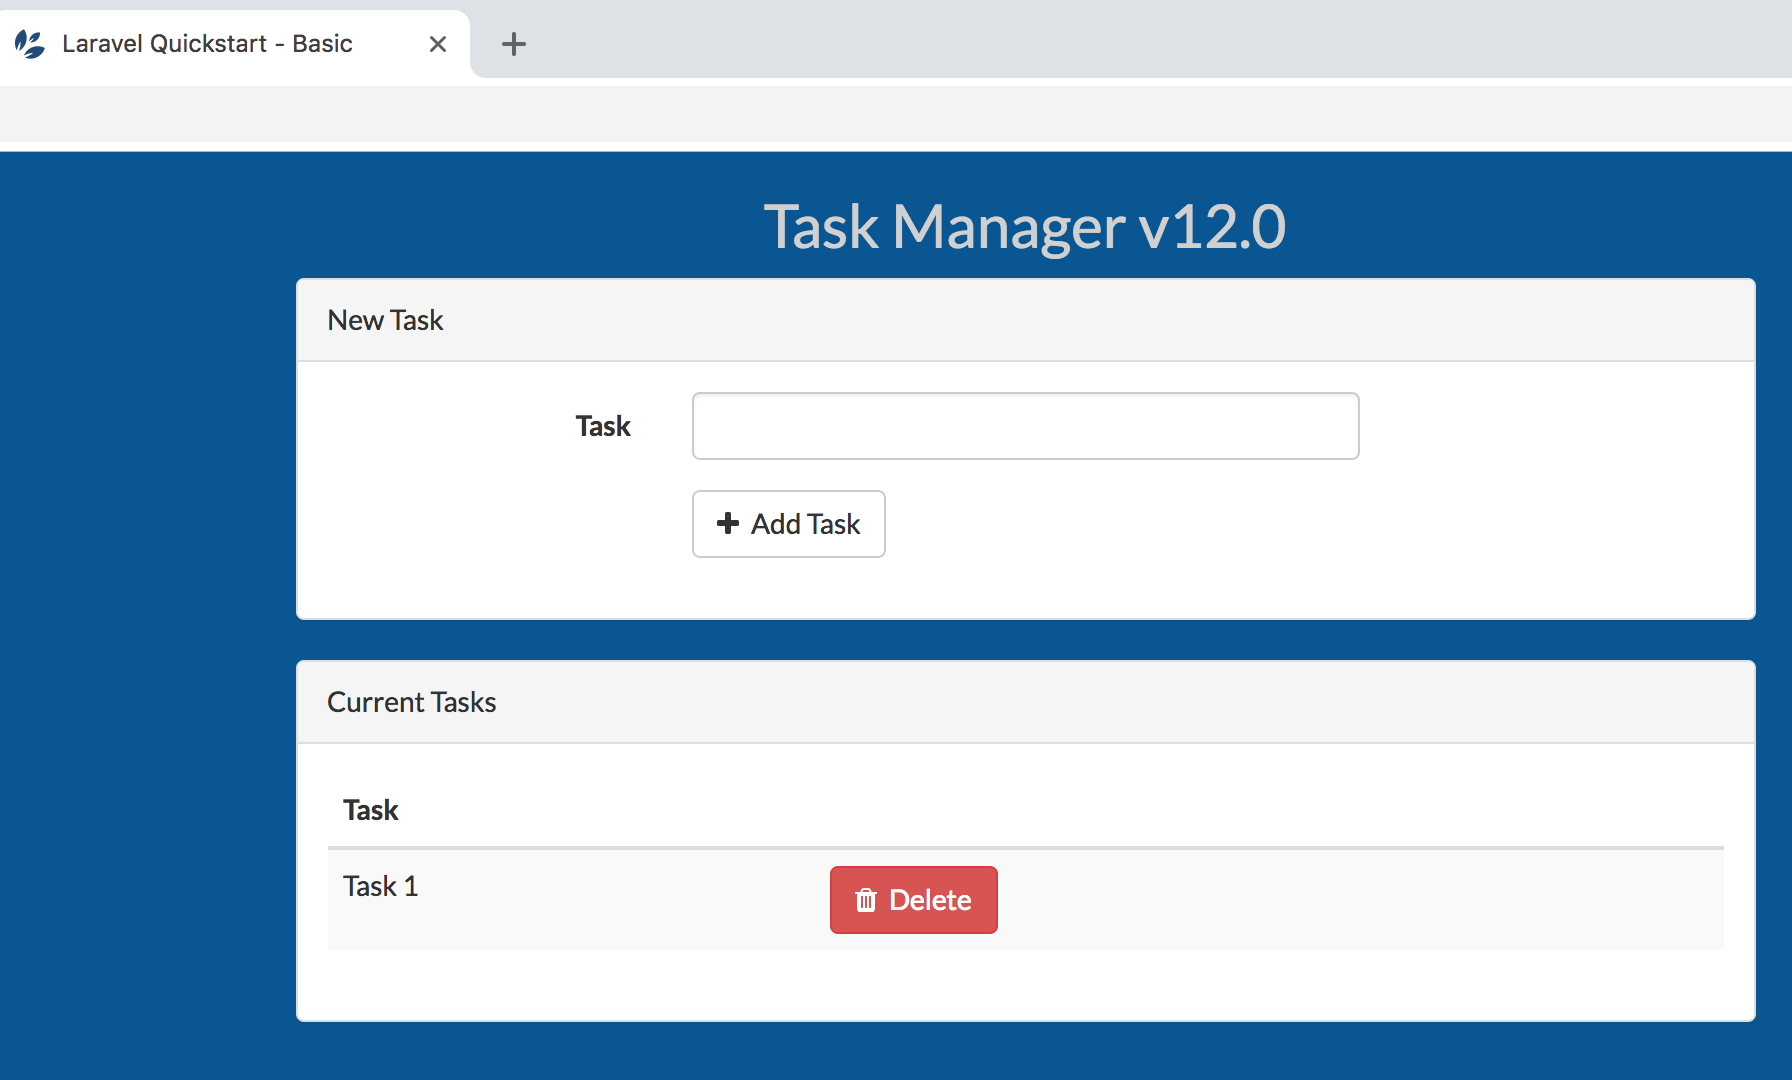 Laravel Quickstart - Basic
Task Manager v12.0
New Task
Task
Add Task
Current Tasks
Task
Task 1
Delete